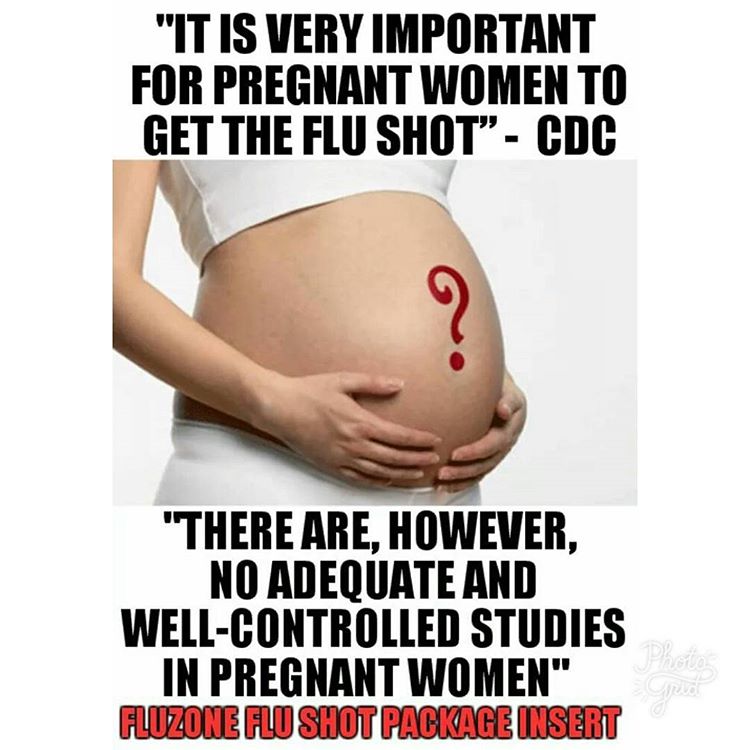 "IT IS VERY IMPORTANT
FOR PREGNANT WOMEN TO
GET THE FLU SHOT” - CDC
?
"THERE ARE, HOWEVER,
NO ADEQUATE AND
WELL-CONTROLLED STUDIES
IN PREGNANT WOMEN"
FLUZONE FLU SHOT PACKAGE INSERT
Photo
Grid